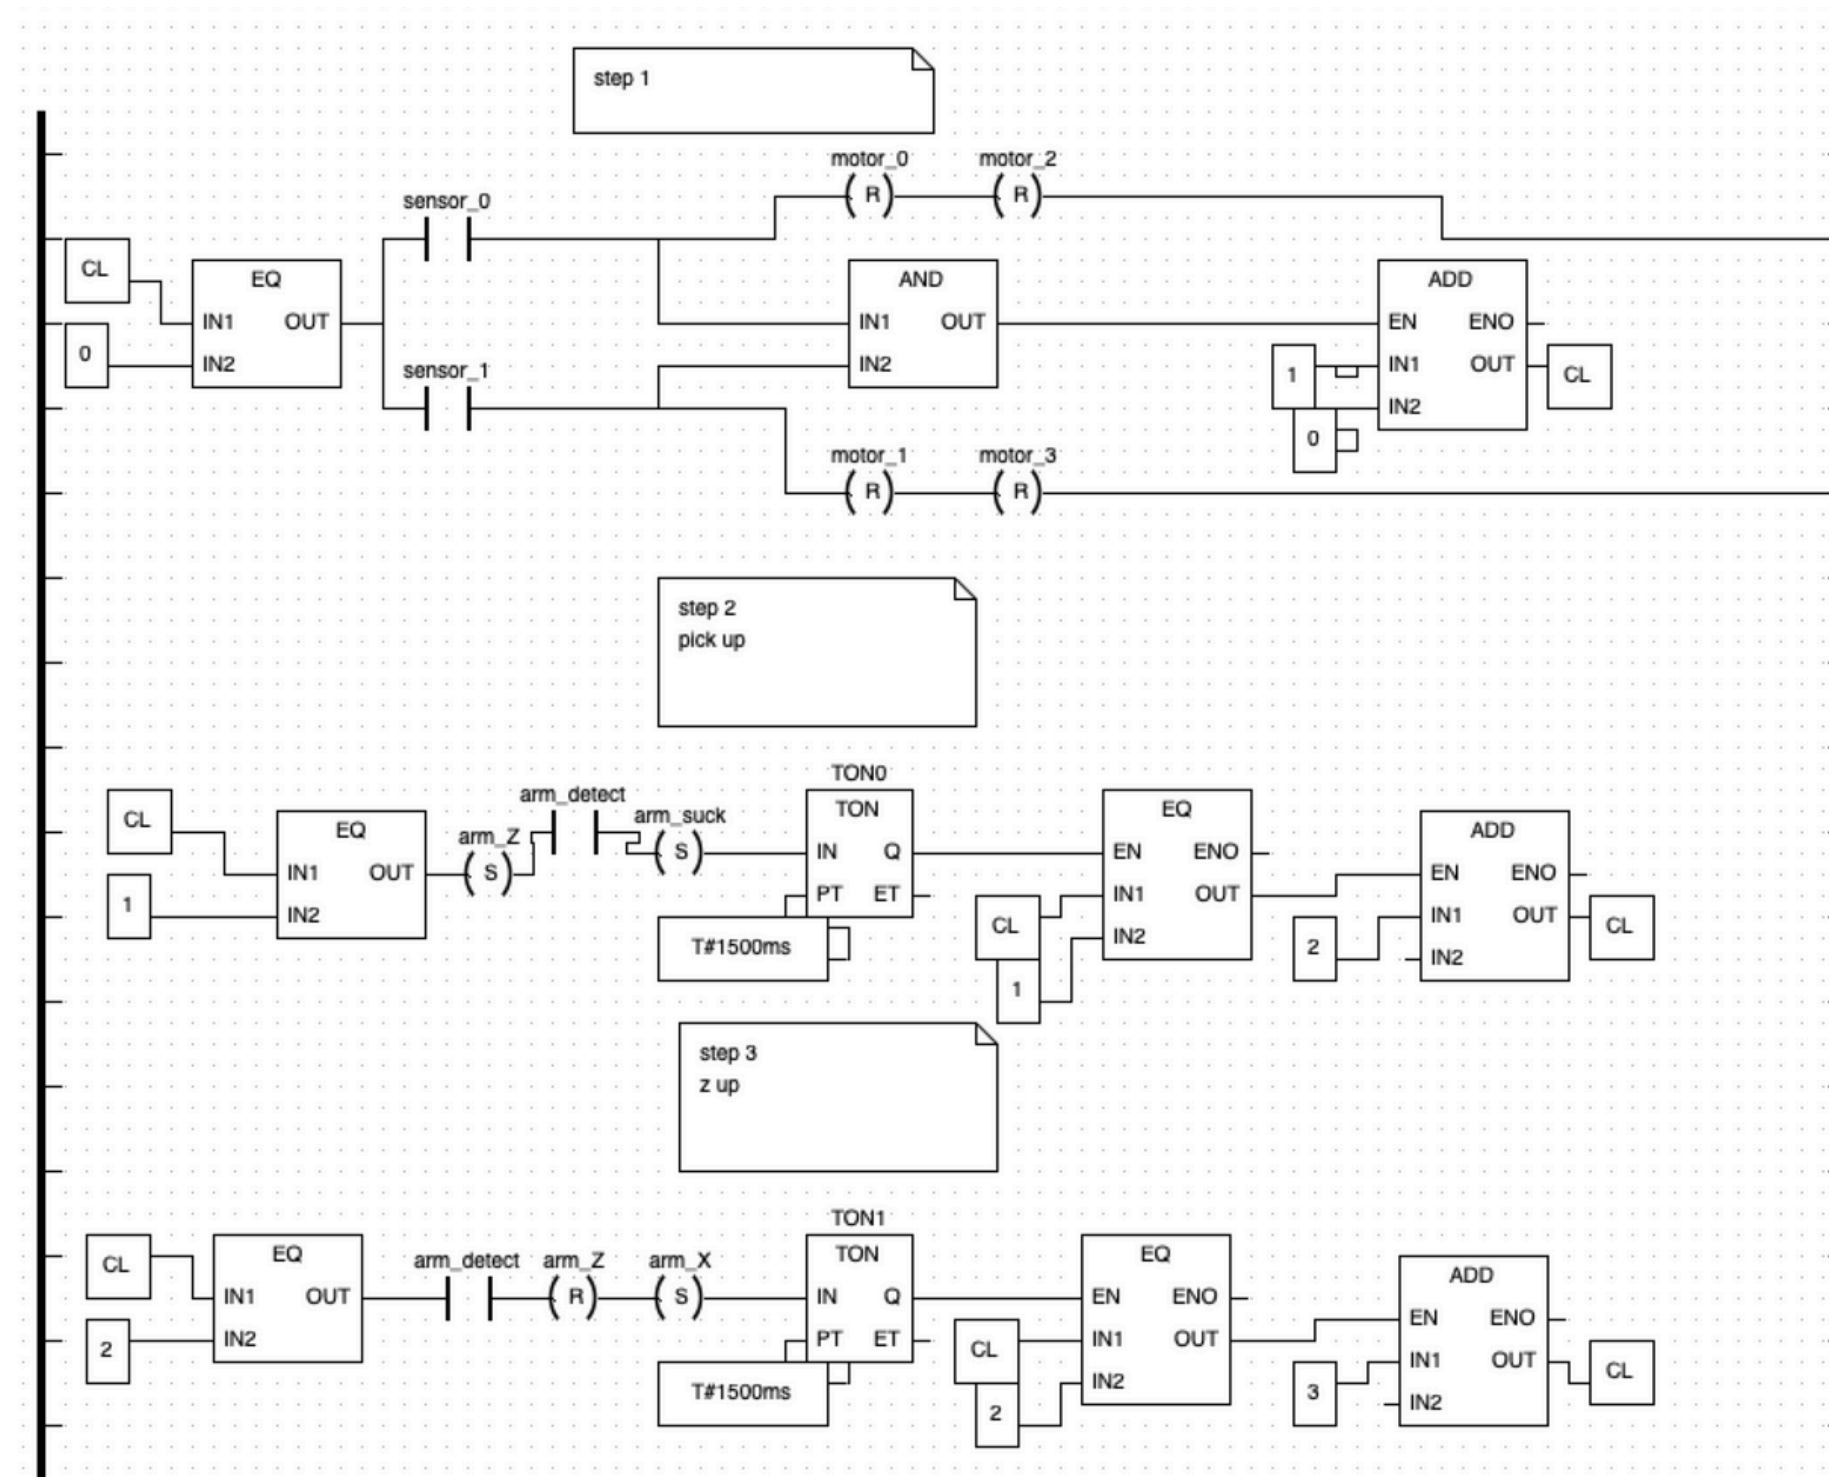 step 1
motor_0 motor_2
( R ) ( R )
sensor_0
CL EQ AND ADD
IN1 OUT IN1 OUT EN ENO
0 IN2 IN2 1 IN1 OUT CL
sensor_1
IN2
0
motor_1 motor_3
( R ) ( R )
step 2
pick up
TON0
arm_detect
CL EQ arm_Z arm_suck TON EQ ADD
( S ) IN Q EN ENO
IN1 OUT ( S ) EN ENO
PT ET IN1 OUT
1 IN2 CL IN1 OUT CL
T#1500ms IN2 2 IN2
1
step 3
z up
TON1
CL EQ arm_detect arm_Z arm_X TON EQ ADD
IN1 OUT ( R ) ( S ) IN Q EN ENO
EN ENO
2 IN2 PT ET CL IN1 OUT
IN1 OUT CL
T#1500ms IN2 3
2 IN2